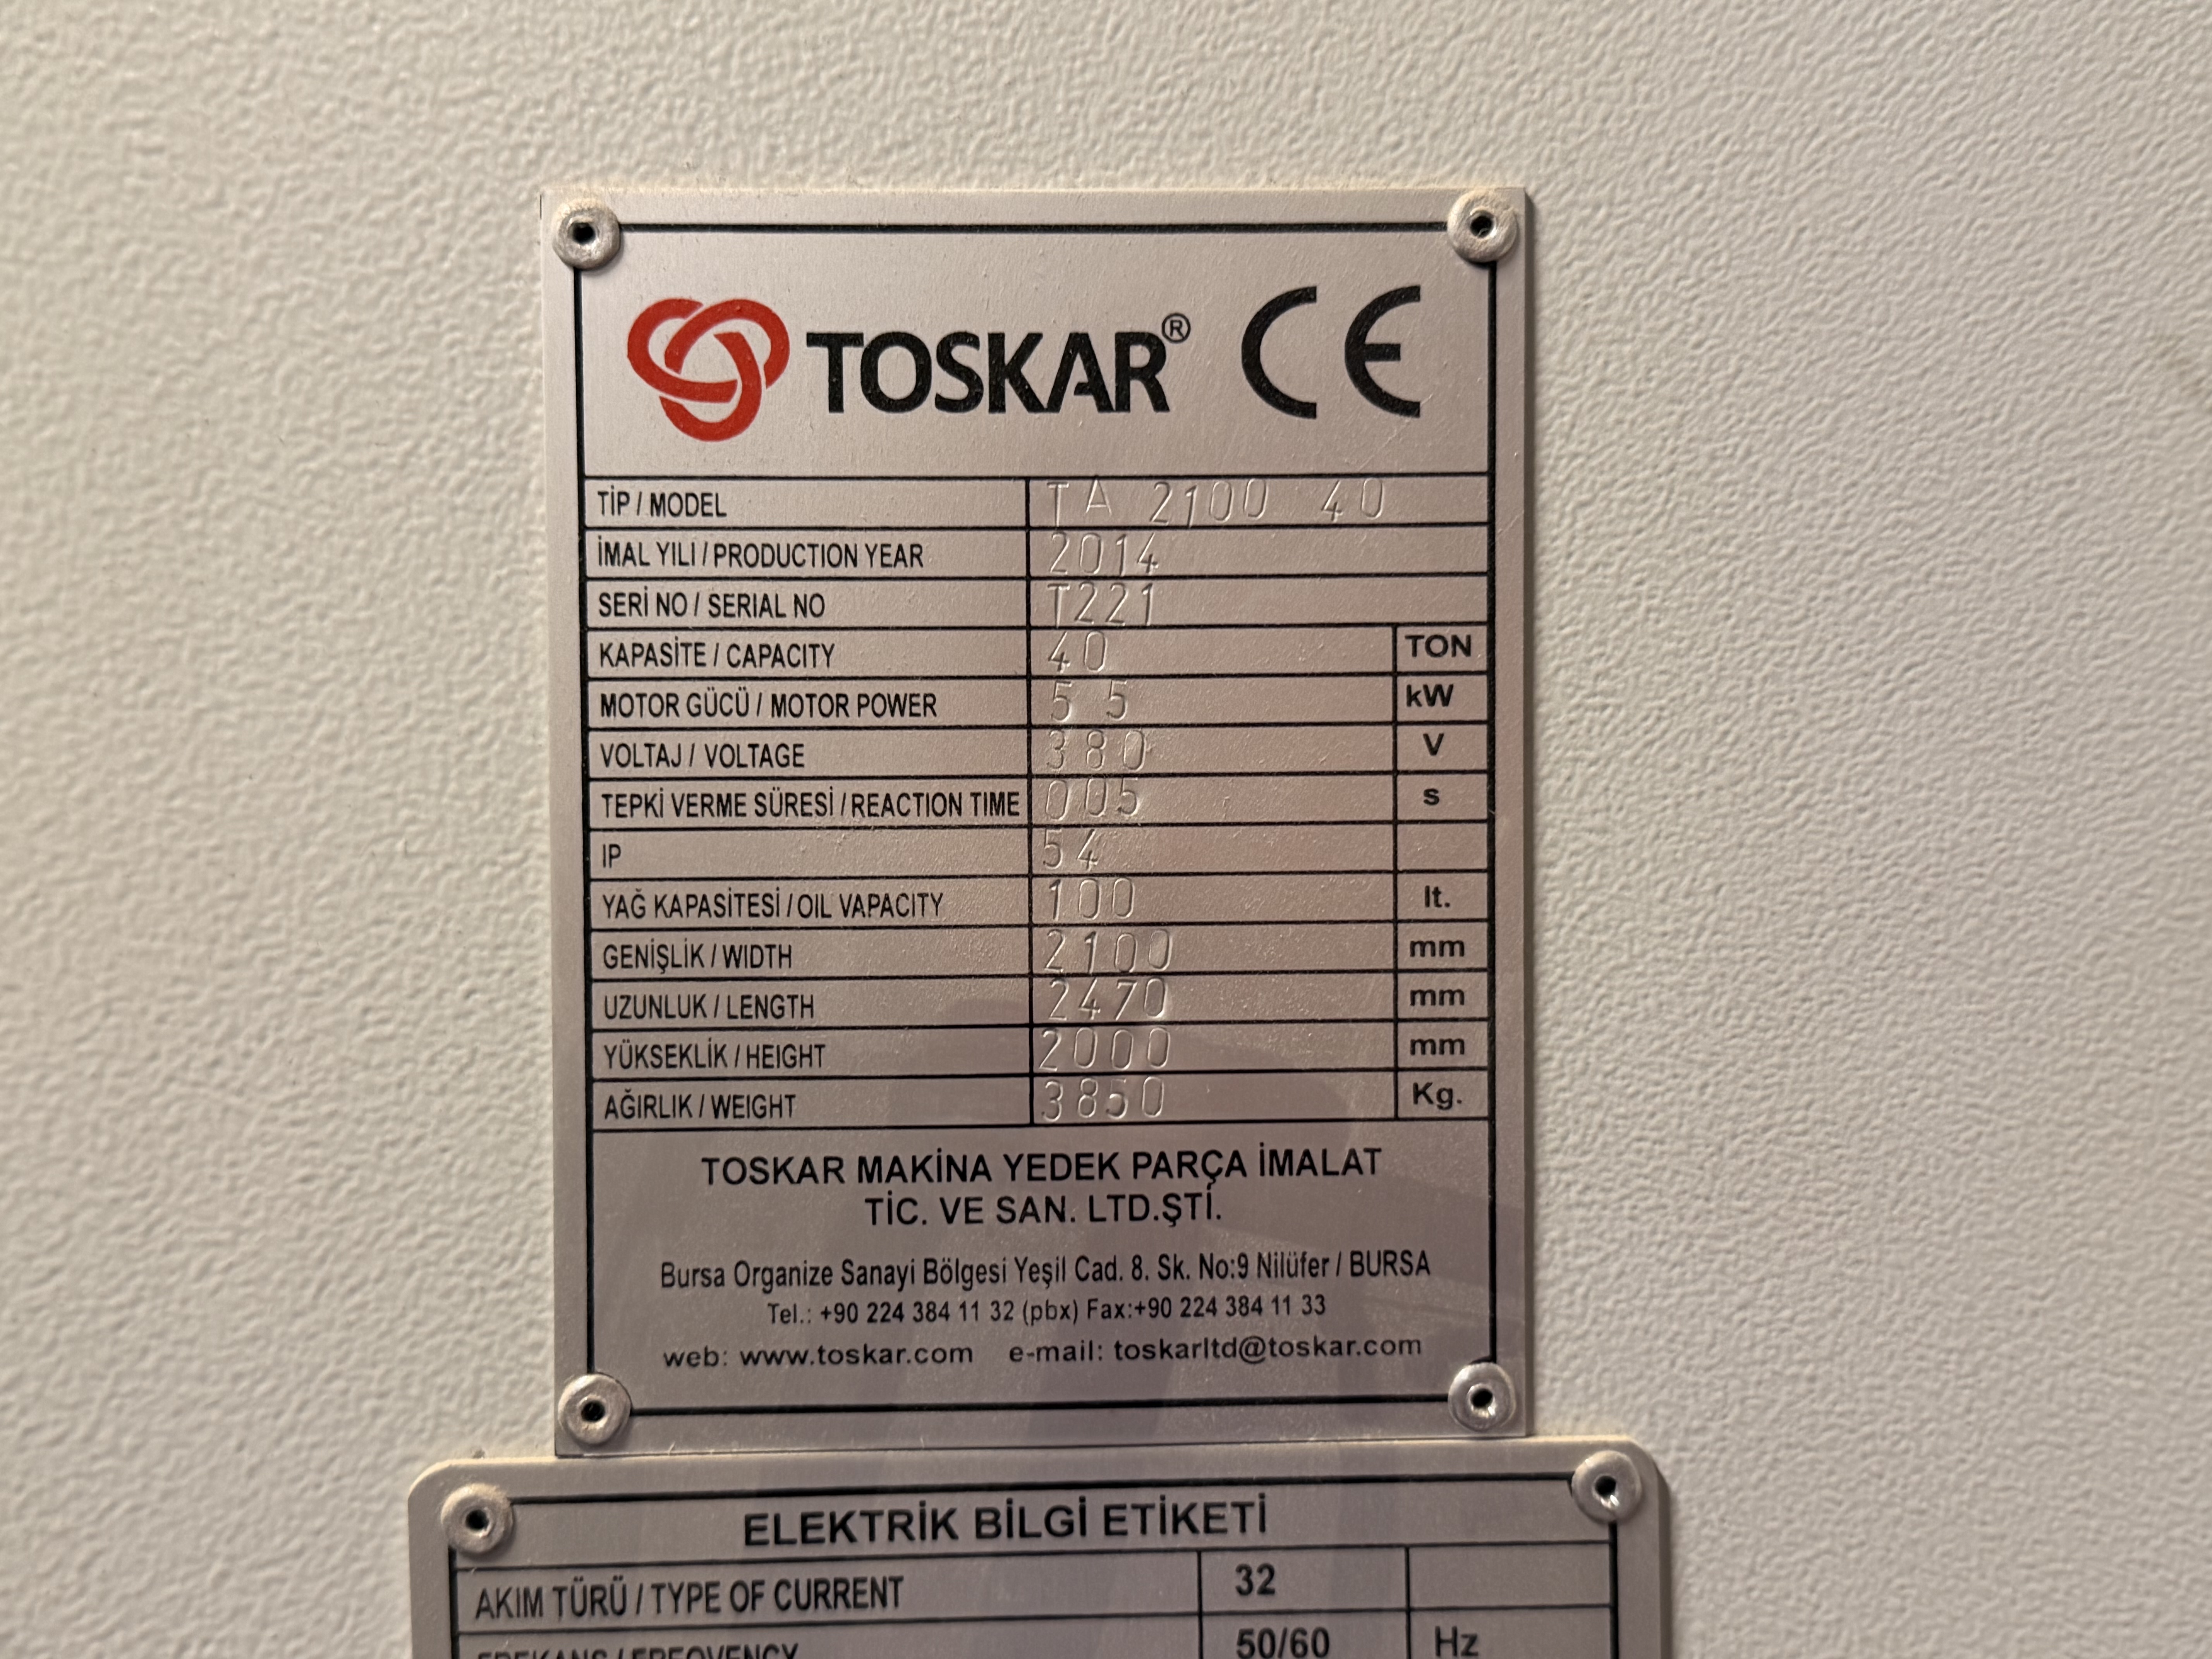 TOSKAR® CE
TİP / MODEL TA 2100 40
İMAL YILI / PRODUCTION YEAR 2014
SERİ NO / SERIAL NO T221
KAPASİTE / CAPACITY 40 TON
MOTOR GÜCÜ / MOTOR POWER 5 5 kW
VOLTAJ / VOLTAGE 380 V
TEPKİ VERME SÜRESİ / REACTION TIME 005 s
IP 54
YAĞ KAPASİTESİ / OIL VAPACITY 100 lt.
GENİŞLİK / WIDTH 2100 mm
UZUNLUK / LENGTH 2470 mm
YÜKSEKLİK / HEIGHT 2000 mm
AĞIRLIK / WEIGHT 3850 Kg.
TOSKAR MAKİNA YEDEK PARÇA İMALAT
TİC. VE SAN. LTD.ŞTİ.
Bursa Organize Sanayi Bölgesi Yeşil Cad. 8. Sk. No:9 Nilüfer / BURSA
Tel.: +90 224 384 11 32 (pbx) Fax:+90 224 384 11 33
web: www.toskar.com e-mail: toskarltd@toskar.com
ELEKTRİK BİLGİ ETİKETİ
AKIM TÜRÜ / TYPE OF CURRENT 32
FREKANS / FREQVENCY 50/60 Hz